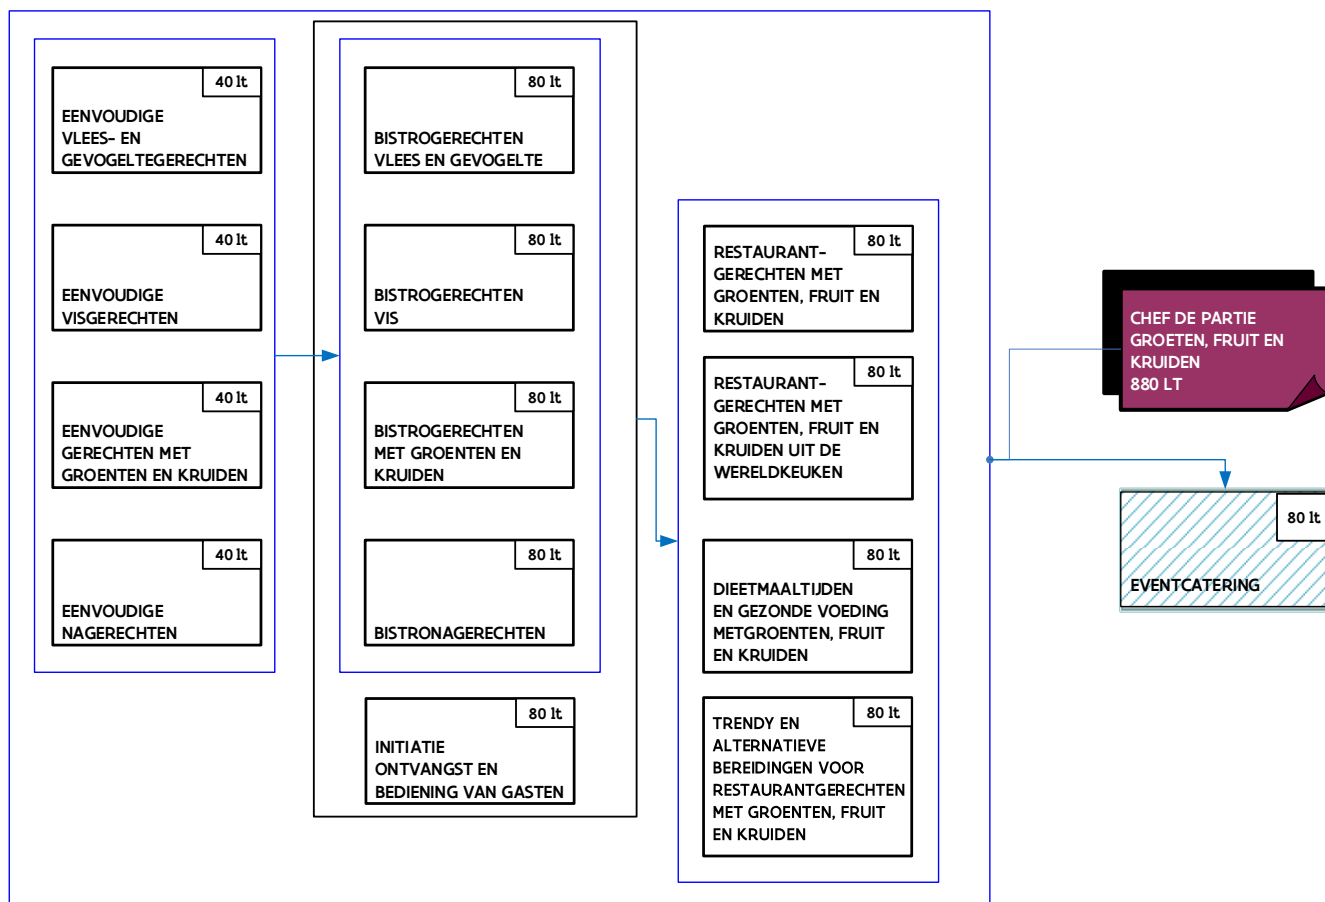 40 lt
EENVOUDIGE
VLEES- EN
GEVOGELTEGERECHTEN
40 lt
EENVOUDIGE
VISGERECHTEN
40 lt
EENVOUDIGE
GERECHTEN MET
GROENTEN EN KRUIDEN
40 lt
EENVOUDIGE
NAGERECHTEN
80 lt
BISTROGERECHTEN
VLEES EN GEVOGELTE
80 lt
BISTROGERECHTEN
VIS
80 lt
BISTROGERECHTEN
MET GROENTEN EN
KRUIDEN
80 lt
BISTRONAGERECHTEN
80 lt
INITIATIE
ONTVANGST EN
BEDIENING VAN GASTEN
80 lt
RESTAURANT-
GERECHTEN MET
GROENTEN, FRUIT EN
KRUIDEN
80 lt
RESTAURANT-
GERECHTEN MET
GROENTEN, FRUIT EN
KRUIDEN UIT DE
WERELDKEUKEN
80 lt
DIEETMAALTIJDEN
EN GEZONDE VOEDING
METGROENTEN, FRUIT
EN KRUIDEN
80 lt
TRENDY EN
ALTERNATIEVE
BEREIDINGEN VOOR
RESTAURANTGERECHTEN
MET GROENTEN, FRUIT
EN KRUIDEN
CHEF DE PARTIE
GROETEN, FRUIT EN
KRUIDEN
880 LT
80 lt
EVENTCATERING